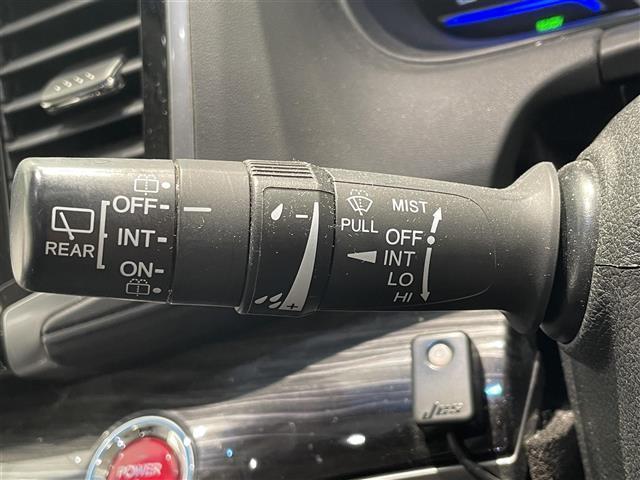 REAR
OFF
INT
ON
PULL
MIST
OFF
INT
LO
HI
POWER